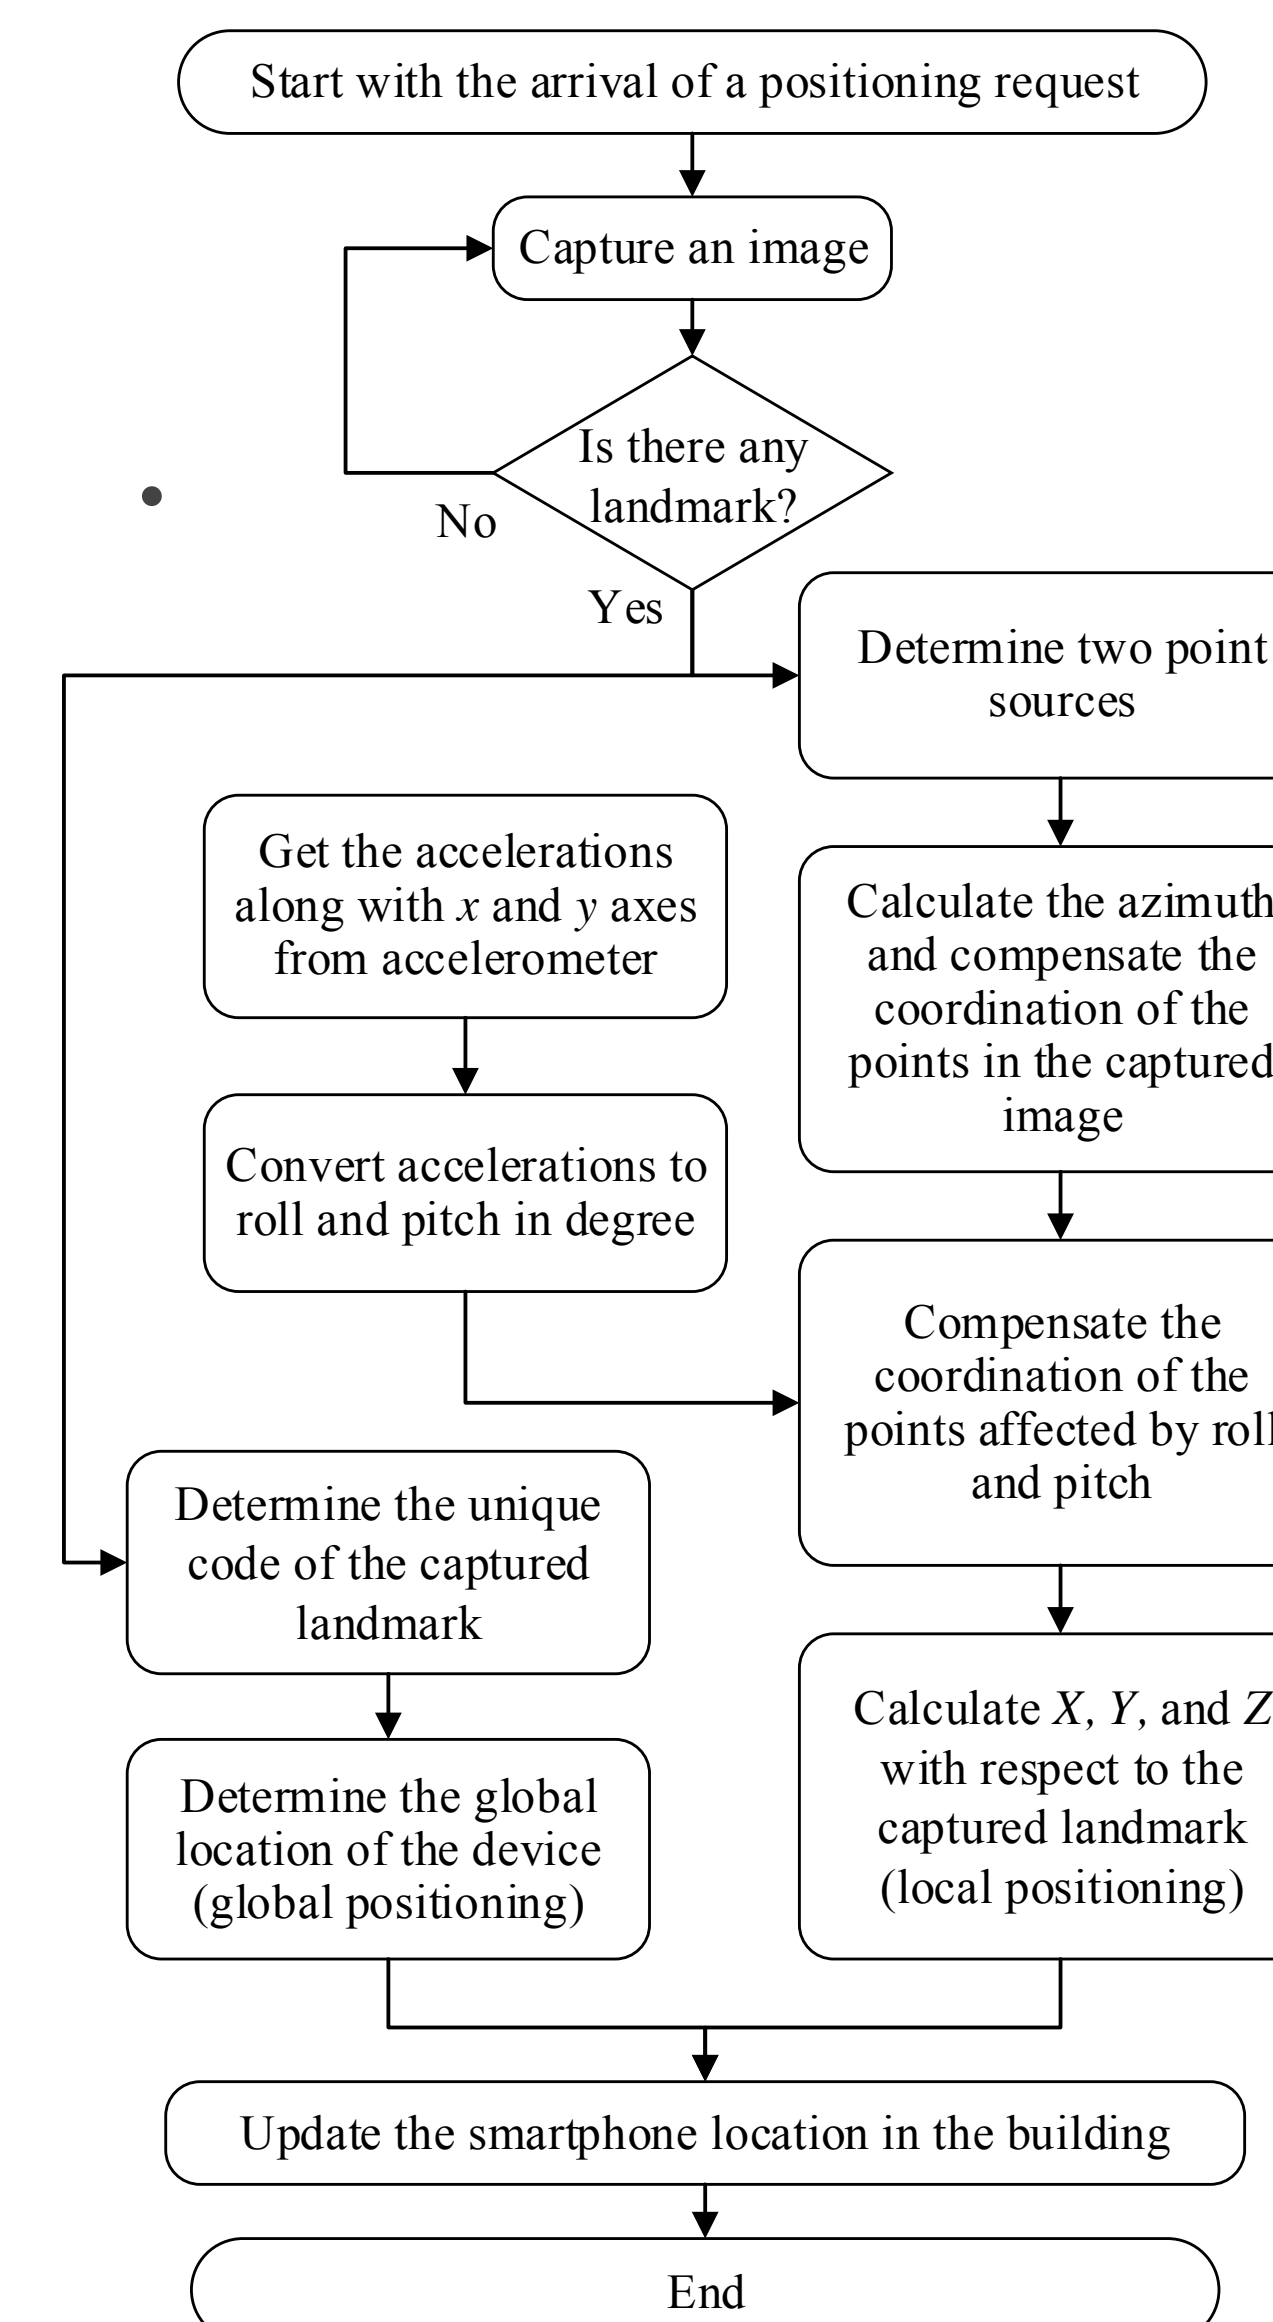 Start with the arrival of a positioning request
Capture an image
Is there any
landmark?
No
Yes
Determine two point
sources
Get the accelerations
along with x and y axes
from accelerometer
Calculate the azimuth
and compensate the
coordination of the
points in the captured
image
Convert accelerations to
roll and pitch in degree
Compensate the
coordination of the
points affected by roll
and pitch
Determine the unique
code of the captured
landmark
Calculate X, Y, and Z
with respect to the
captured landmark
(local positioning)
Determine the global
location of the device
(global positioning)
Update the smartphone location in the building
End